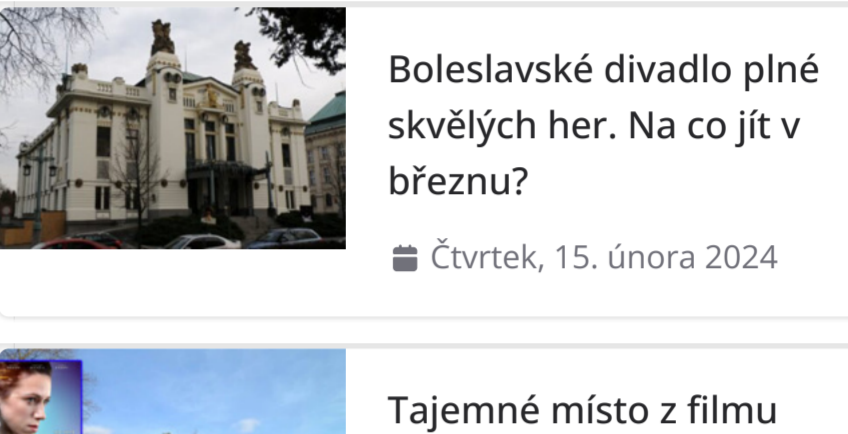 Boleslavské divadlo plné
skvělých her. Na co jít v
březnu?
Čtvrtek, 15. února 2024
Tajemné místo z filmu